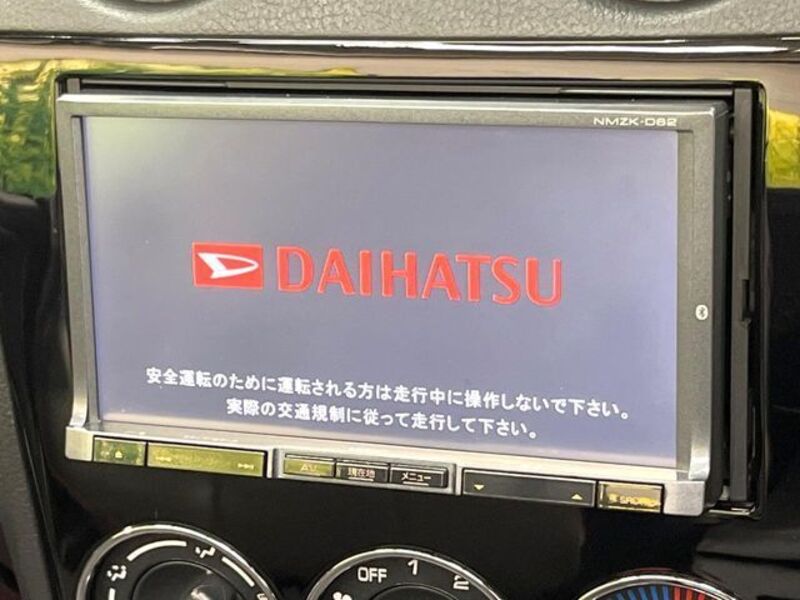 NMZK-D62
DAIHATSU
安全運転のために運転される方は走行中に操作しないで下さい。
実際の交通規制に従って走行して下さい。
AV 現在地 メニュー
OFF 1 2